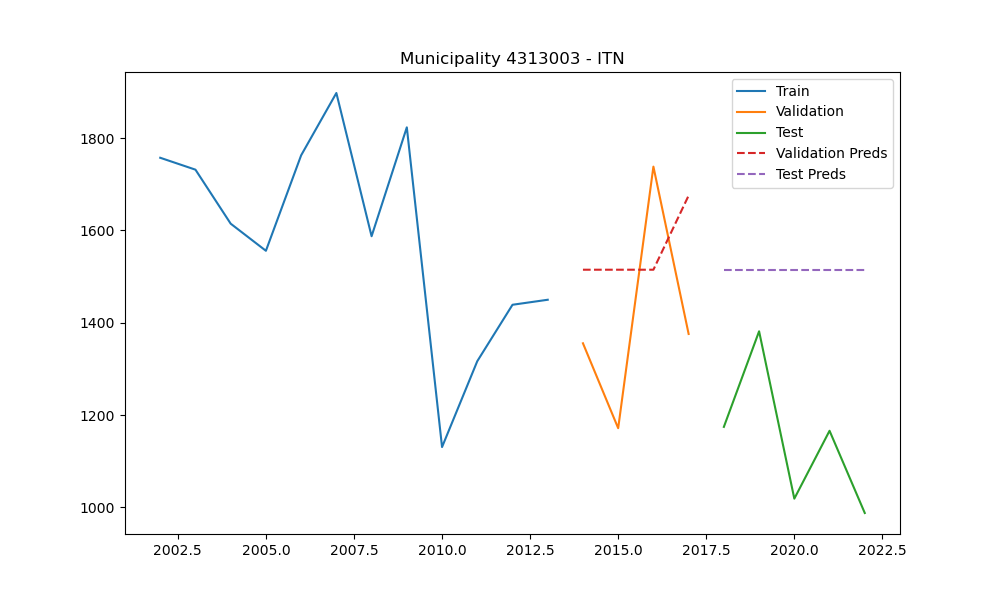 Municipality 4313003 - ITN
Train
Validation
Test
Validation Preds
Test Preds
1800
1600
1400
1200
1000
2002.5 2005.0 2007.5 2010.0 2012.5 2015.0 2017.5 2020.0 2022.5